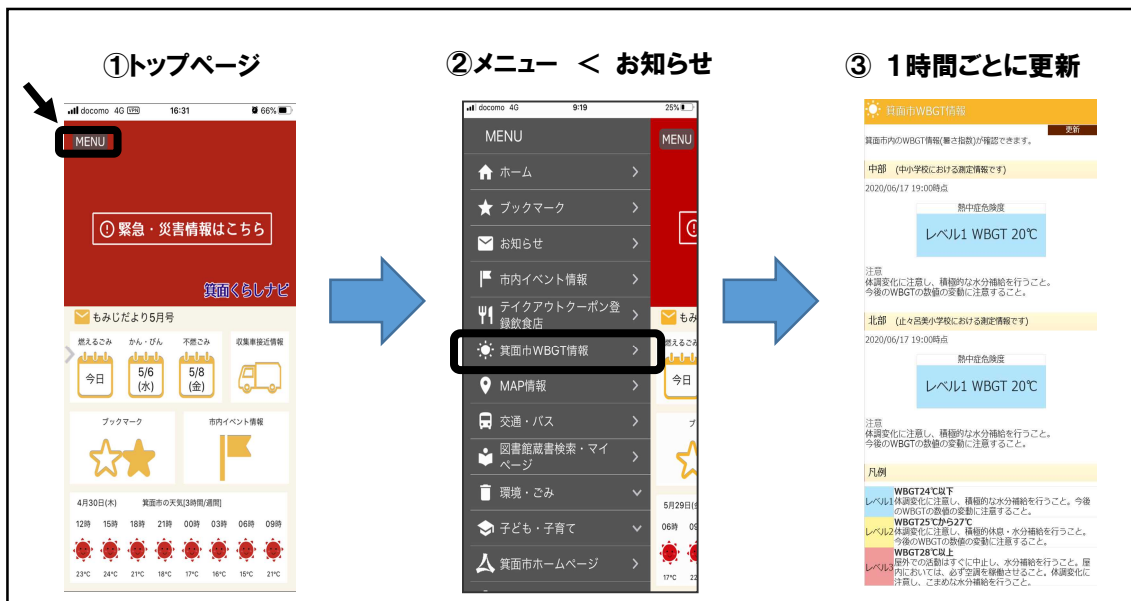 ①トップページ
docomo 4G VPN 16:31 66%
MENU
緊急・災害情報はこちら
箕面くらしナビ
もみじだより5月号
燃えるごみ かん・びん 不燃ごみ 収集車接近情報
今日 5/6 5/8
(水) (金)
ブックマーク 市内イベント情報
4月30日(木) 箕面市の天気[3時間/週間]
12時 15時 18時 21時 00時 03時 06時 09時
23℃ 24℃ 21℃ 18℃ 17℃ 16℃ 15℃ 21℃
②メニュー < お知らせ
docomo 4G 9:19 25%
MENU
MENU
ホーム
ブックマーク
お知らせ
市内イベント情報
テイクアウトクーポン登
録飲食店
箕面市WBGT情報
MAP情報
交通・バス
図書館蔵書検索・マイ
ページ
環境・ごみ
子ども・子育て
箕面市ホームページ
もみ
燃えるごみ
今日
ブ
5月29日(金
06時 09
17℃ 22
③ 1時間ごとに更新
箕面市WBGT情報
更新
箕面市内のWBGT情報(暑さ指数)が確認できます。
中部 (中小学校における測定情報です)
2020/06/17 19:00時点
熱中症危険度
レベル1 WBGT 20℃
注意
体調変化に注意し、積極的な水分補給を行うこと。
今後のWBGTの数値の変動に注意すること。
北部 (止々呂美小学校における測定情報です)
2020/06/17 19:00時点
熱中症危険度
レベル1 WBGT 20℃
注意
体調変化に注意し、積極的な水分補給を行うこと。
今後のWBGTの数値の変動に注意すること。
凡例
WBGT24℃以下
レベル1 体調変化に注意し、積極的な水分補給を行うこと。今後
のWBGTの数値の変動に注意すること。
WBGT25℃から27℃
レベル2 体調変化に注意し、積極的休息・水分補給を行うこと。
今後のWBGTの数値の変動に注意すること。
WBGT28℃以上
レベル3 屋外での活動はすぐに中止し、水分補給を行うこと。屋
内においては、必ず空調を稼働させること。体調変化に
注意し、こまめな水分補給を行うこと。